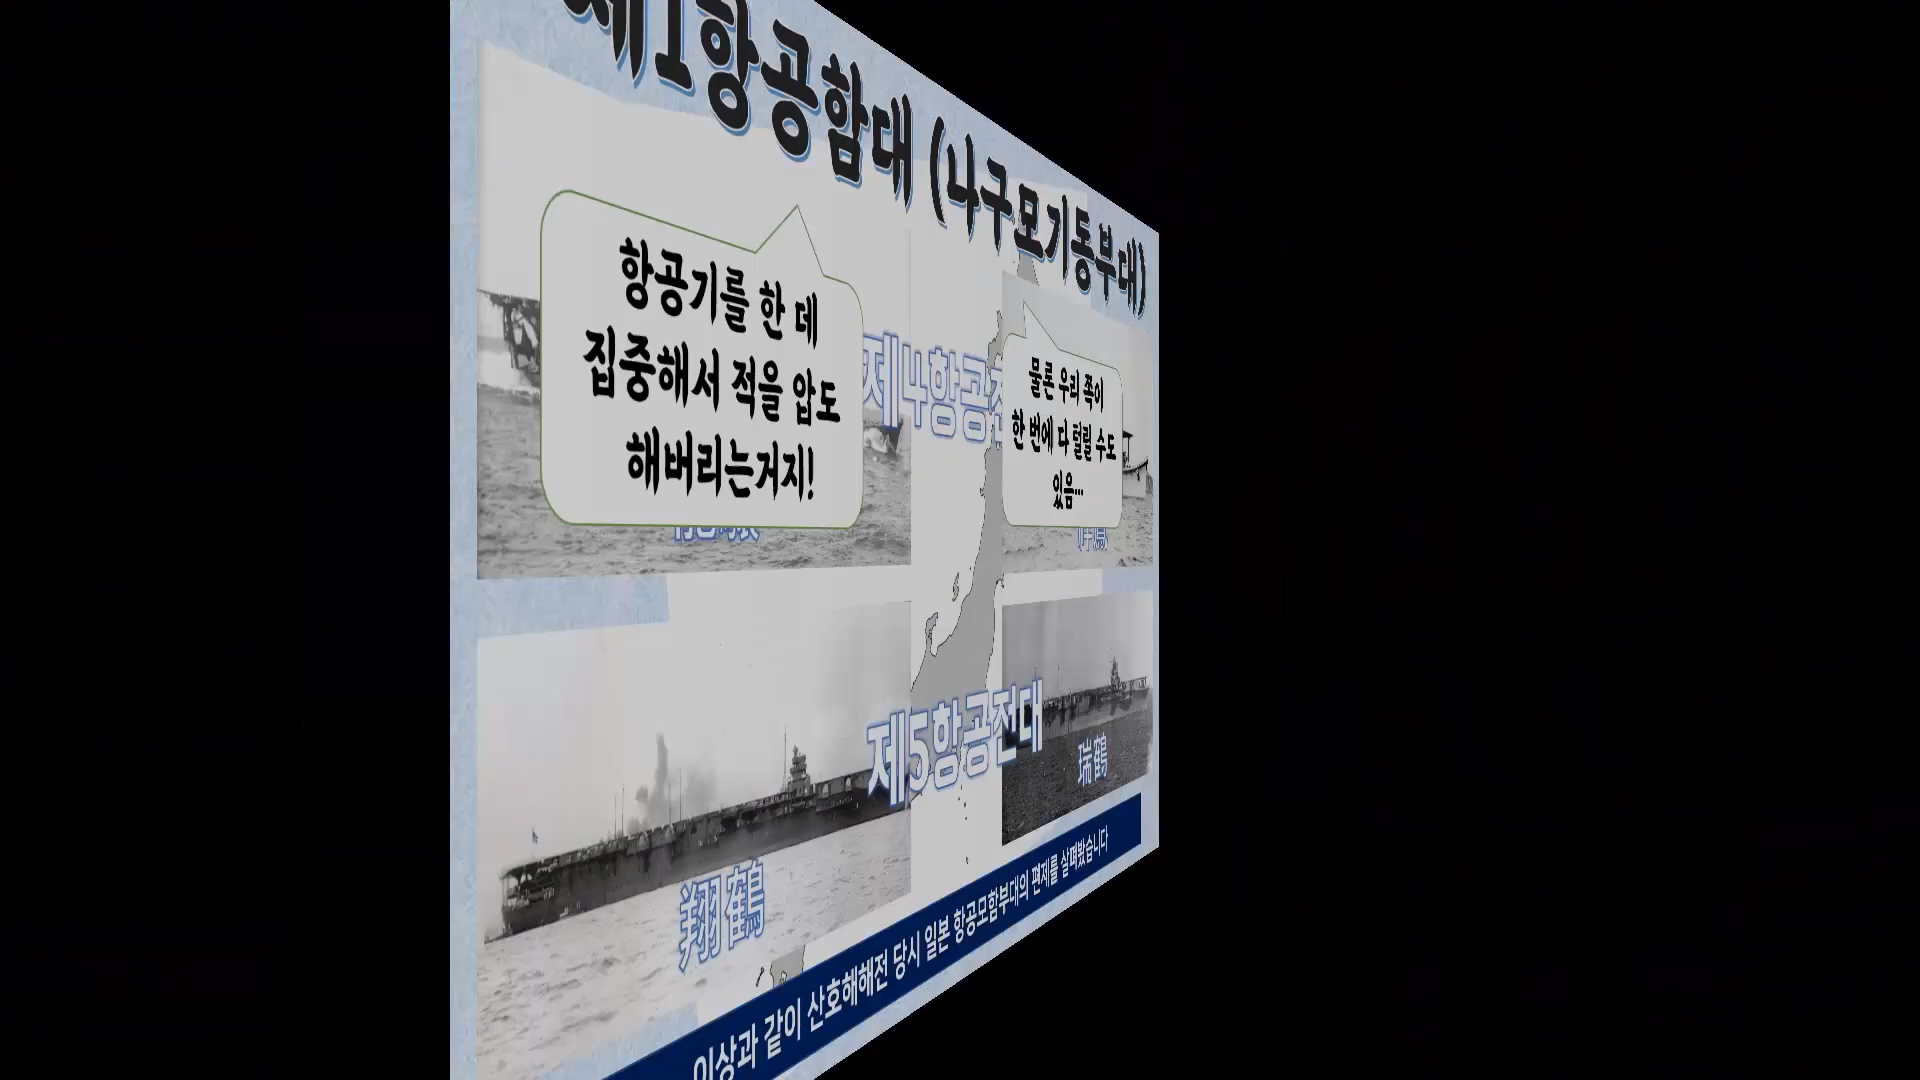 제1항공함대 (나구모기동부대)
항공기를 한 데
집중해서 적을 압도
해버리는거지!
물론 우리 쪽이
한 번에 다 털릴 수도
있음…
제4항공전
제5항공전대
翔鶴
瑞鶴
이상과 같이 산호해해전 당시 일본 항공모함부대의 편제를 살펴봤습니다